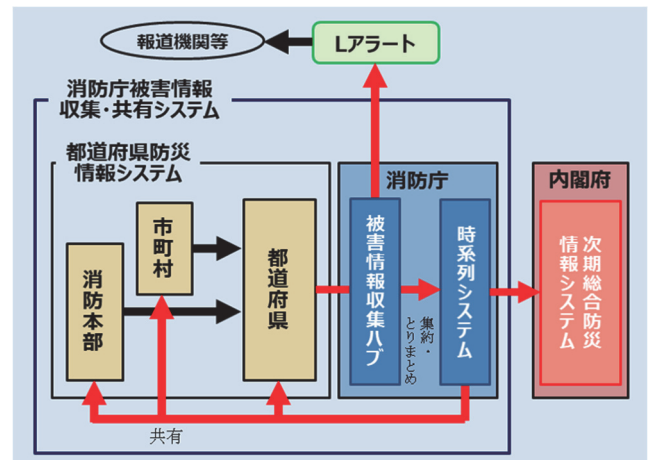 報道機関等
Lアラート
消防庁被害情報
収集・共有システム
都道府県防災
情報システム
消防本部
市町村
都道府県
消防庁
被害情報収集ハブ
集約・
とりまとめ
時系列システム
内閣府
次期総合防災
情報システム
共有